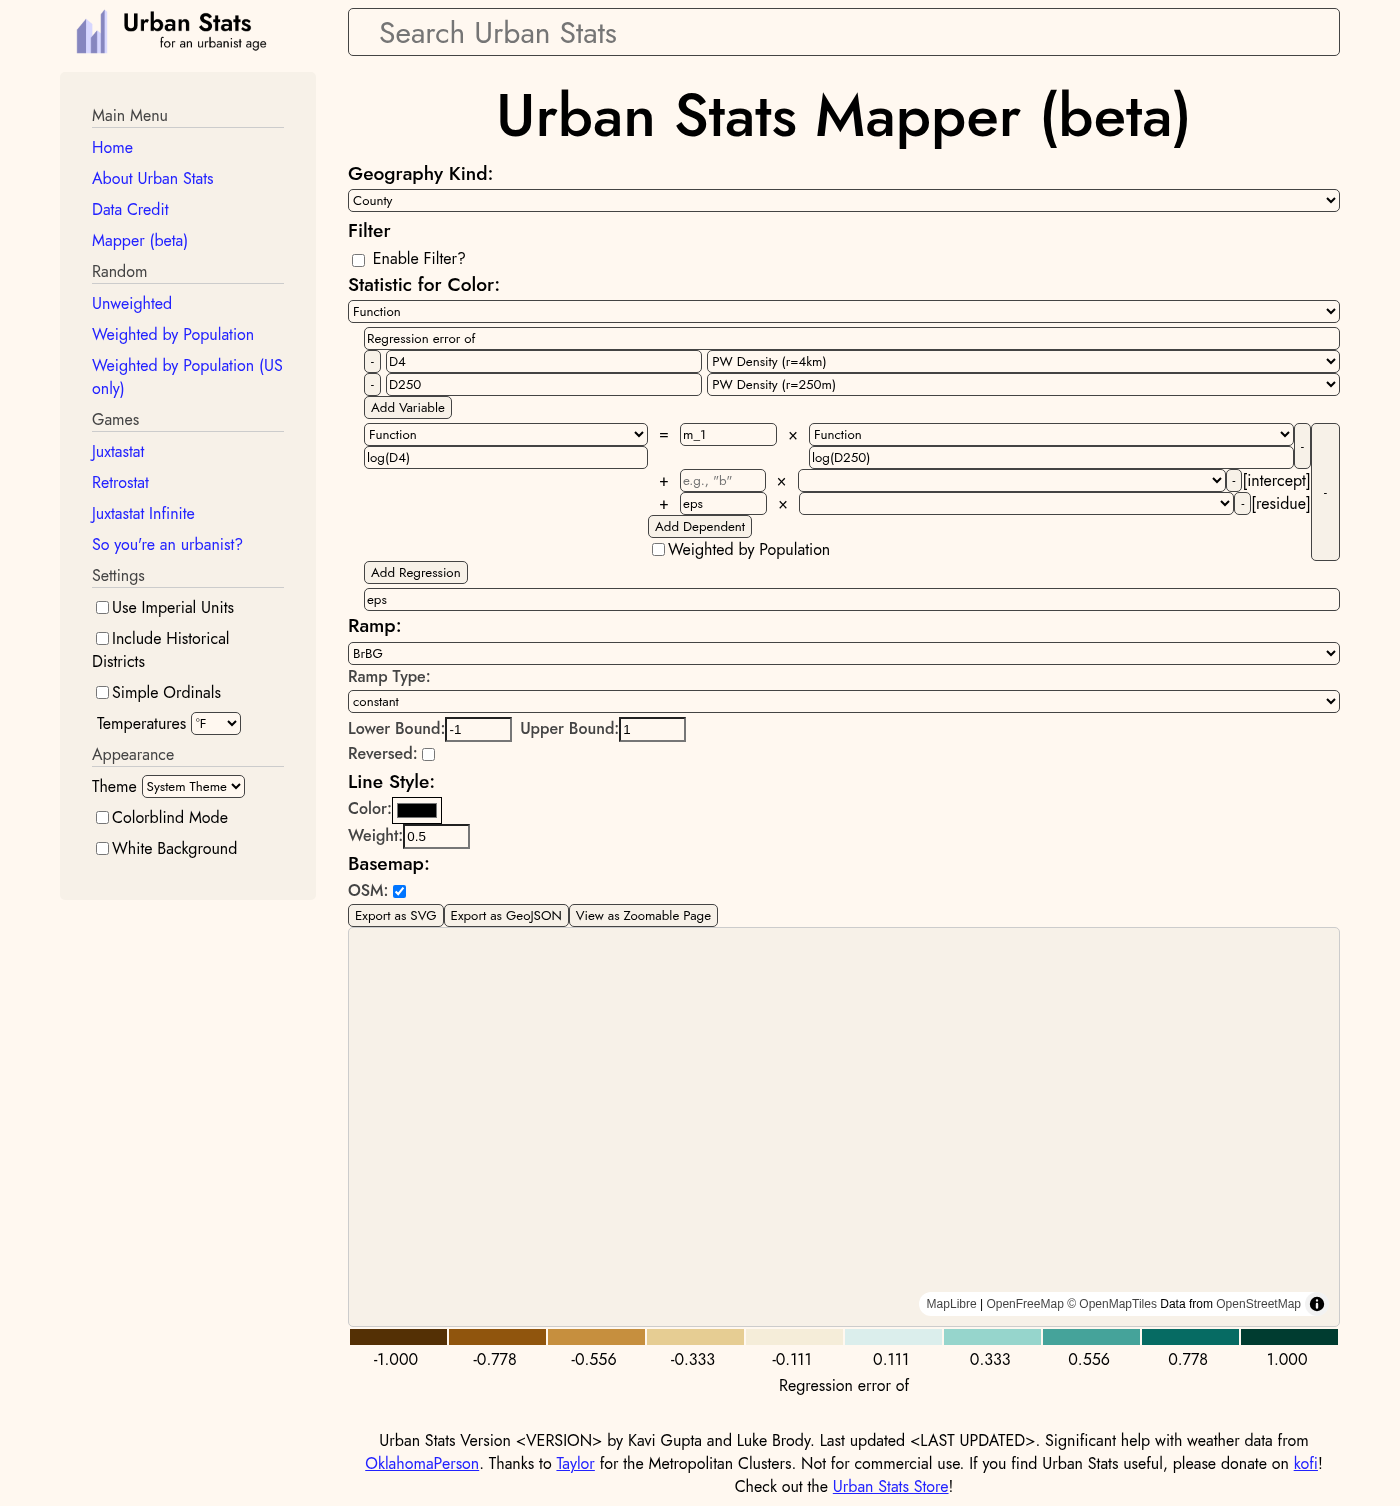 Urban Stats
for an urbanist age
Search Urban Stats
Main Menu
Home
About Urban Stats
Data Credit
Mapper (beta)
Random
Unweighted
Weighted by Population
Weighted by Population (US
only)
Games
Juxtastat
Retrostat
Juxtastat Infinite
So you're an urbanist?
Settings
Use Imperial Units
Include Historical
Districts
Simple Ordinals
Temperatures °F
Appearance
Theme System Theme
Colorblind Mode
White Background
Urban Stats Mapper (beta)
Geography Kind:
County
Filter
Enable Filter?
Statistic for Color:
Function
Regression error of
- D4 PW Density (r=4km)
- D250 PW Density (r=250m)
Add Variable
Function = m_1 × Function -
log(D4) log(D250)
+ e.g., "b" × - [intercept] -
+ eps × - [residue]
Add Dependent
Weighted by Population
Add Regression
eps
Ramp:
BrBG
Ramp Type:
constant
Lower Bound: -1 Upper Bound: 1
Reversed:
Line Style:
Color:
Weight: 0.5
Basemap:
OSM:
Export as SVG Export as GeoJSON View as Zoomable Page
MapLibre | OpenFreeMap © OpenMapTiles Data from OpenStreetMap
-1.000 -0.778 -0.556 -0.333 -0.111 0.111 0.333 0.556 0.778 1.000
Regression error of
Urban Stats Version <VERSION> by Kavi Gupta and Luke Brody. Last updated <LAST UPDATED>. Significant help with weather data from
OklahomaPerson. Thanks to Taylor for the Metropolitan Clusters. Not for commercial use. If you find Urban Stats useful, please donate on kofi!
Check out the Urban Stats Store!